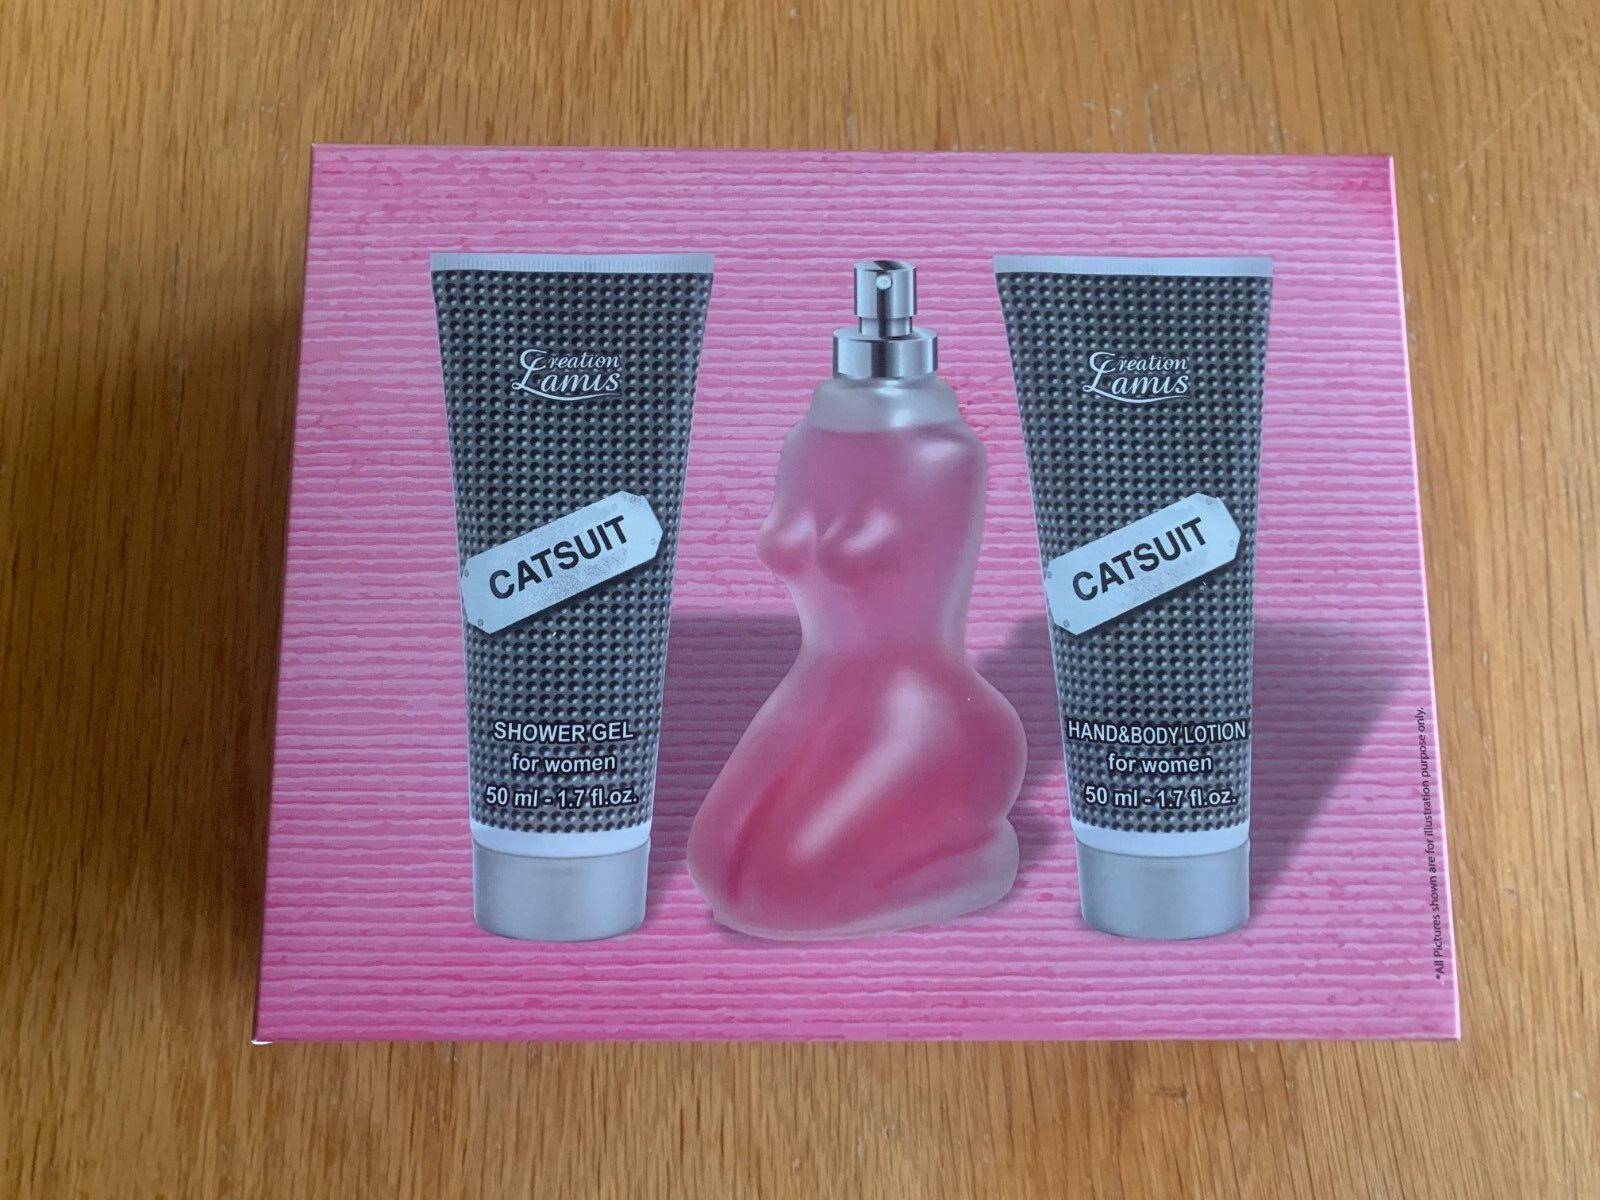 Creation
Lamis
CATSUIT
SHOWER GEL
for women
50 ml - 1.7 fl.oz.
Creation
Lamis
CATSUIT
HAND&BODY LOTION
for women
50 ml - 1.7 fl.oz.
*All Pictures shown are for illustration purpose only.